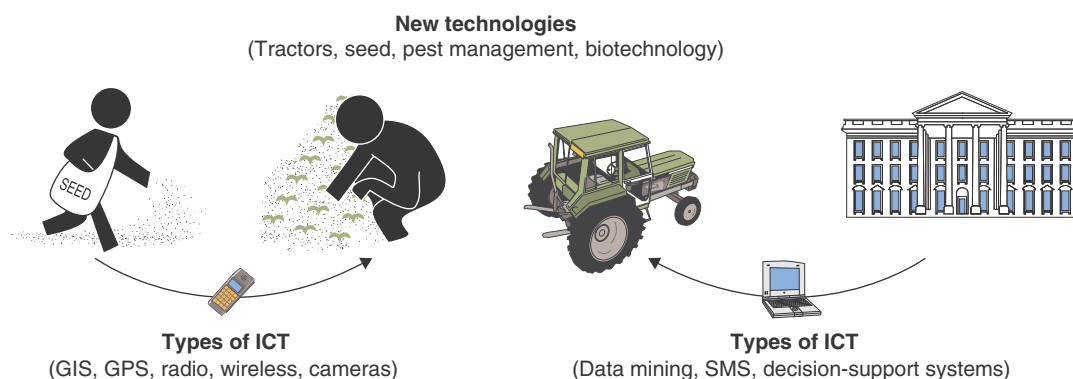 New technologies
(Tractors, seed, pest management, biotechnology)
SEED
Types of ICT
(GIS, GPS, radio, wireless, cameras)
Types of ICT
(Data mining, SMS, decision-support systems)